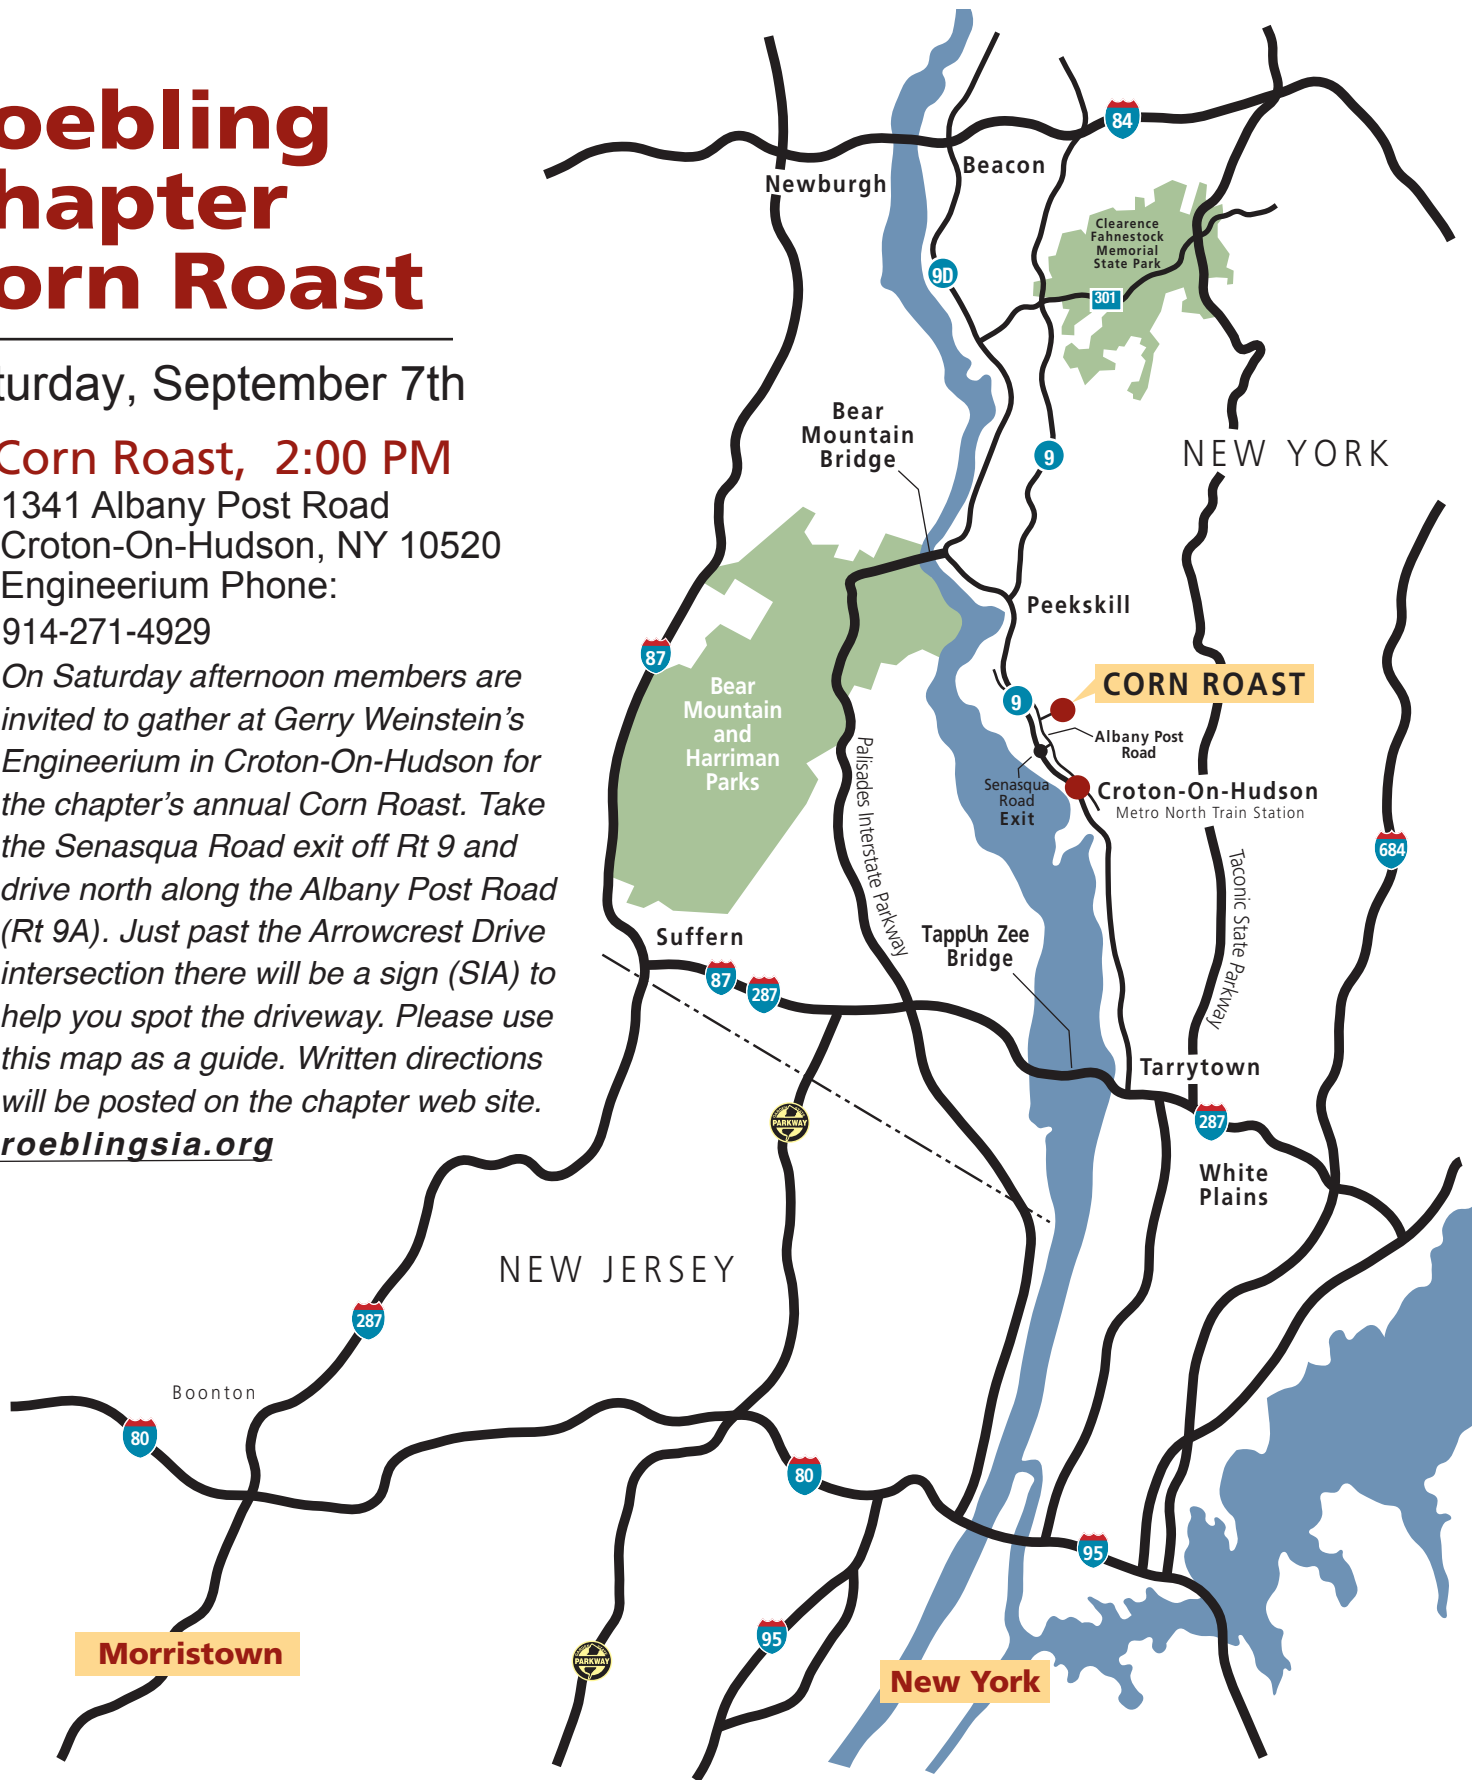 oebling
hapter
orn Roast
turday, September 7th
Corn Roast, 2:00 PM
1341 Albany Post Road
Croton-On-Hudson, NY 10520
Engineerium Phone:
914-271-4929
On Saturday afternoon members are
invited to gather at Gerry Weinstein's
Engineerium in Croton-On-Hudson for
the chapter's annual Corn Roast. Take
the Senasqua Road exit off Rt 9 and
drive north along the Albany Post Road
(Rt 9A). Just past the Arrowcrest Drive
intersection there will be a sign (SIA) to
help you spot the driveway. Please use
this map as a guide. Written directions
will be posted on the chapter web site.
roeblingsia.org
84
Beacon
Newburgh
Clearence
Fahnestock
Memorial
State Park
9D
301
Bear
Mountain
Bridge
9
NEW YORK
Peekskill
87
Bear
Mountain
and
Harriman
Parks
CORN ROAST
9
Albany Post
Road
Palisades Interstate Parkway
Senasqua
Road
Exit
Croton-On-Hudson
Metro North Train Station
684
Taconic State Parkway
Suffern
TappUn Zee
Bridge
87
287
Tarrytown
287
PARKWAY
White
Plains
NEW JERSEY
287
Boonton
80
80
95
95
Morristown
PARKWAY
New York